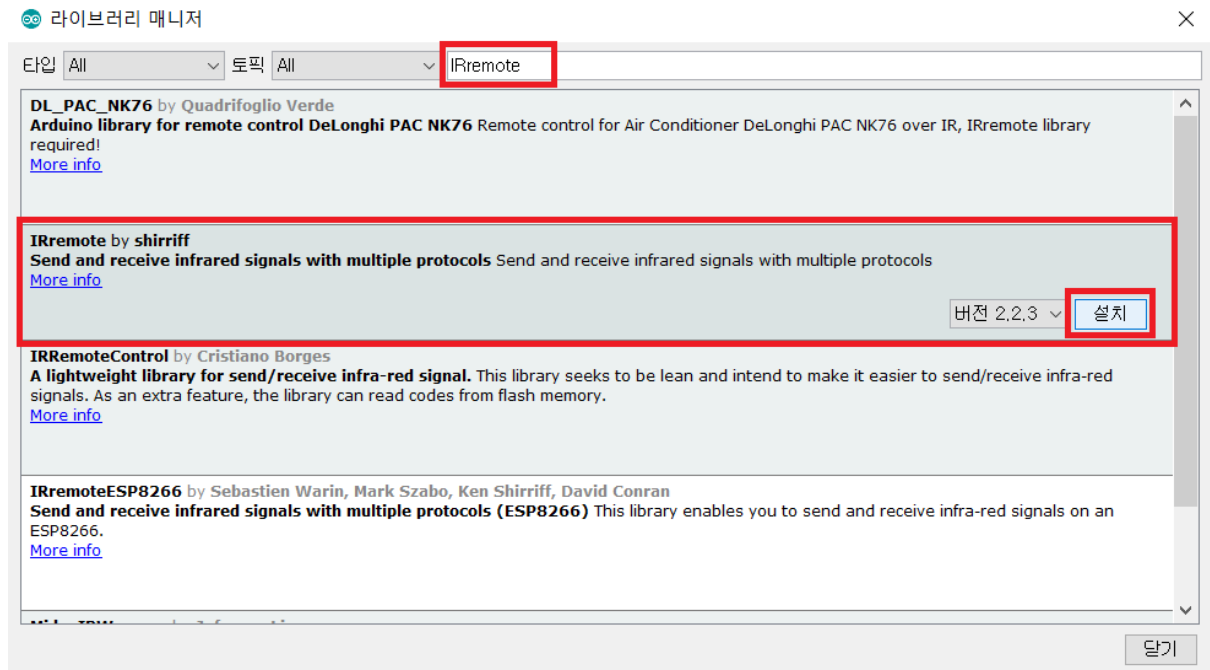 라이브러리 매니저
타입 All 토픽 All IRremote
DL_PAC_NK76 by Quadrifoglio Verde
Arduino library for remote control DeLonghi PAC NK76 Remote control for Air Conditioner DeLonghi PAC NK76 over IR, IRremote library
required!
More info
IRremote by shirriff
Send and receive infrared signals with multiple protocols Send and receive infrared signals with multiple protocols
More info
버전 2.2.3 설치
IRRemoteControl by Cristiano Borges
A lightweight library for send/receive infra-red signal. This library seeks to be lean and intend to make it easier to send/receive infra-red
signals. As an extra feature, the library can read codes from flash memory.
More info
IRremoteESP8266 by Sebastien Warin, Mark Szabo, Ken Shirriff, David Conran
Send and receive infrared signals with multiple protocols (ESP8266) This library enables you to send and receive infra-red signals on an
ESP8266.
More info
닫기